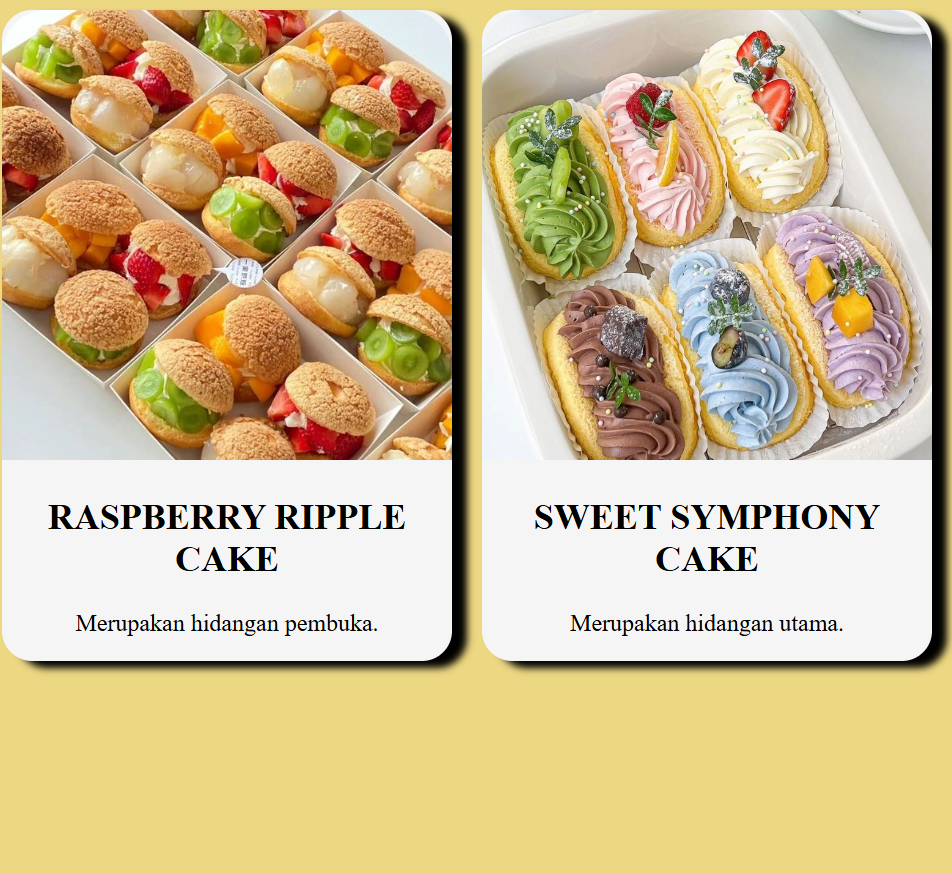 RASPBERRY RIPPLE
CAKE
Merupakan hidangan pembuka.
SWEET SYMPHONY
CAKE
Merupakan hidangan utama.